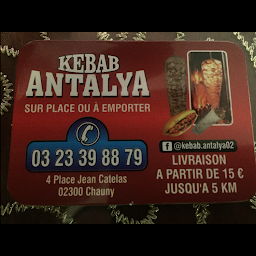 KEBAB
ANTALYA
SUR PLACE OU À EMPORTER
03 23 39 88 79
4 Place Jean Catelas
02300 Chauny
f @kebab.antalya02
LIVRAISON
A PARTIR DE 15 €
JUSQU'A 5 KM